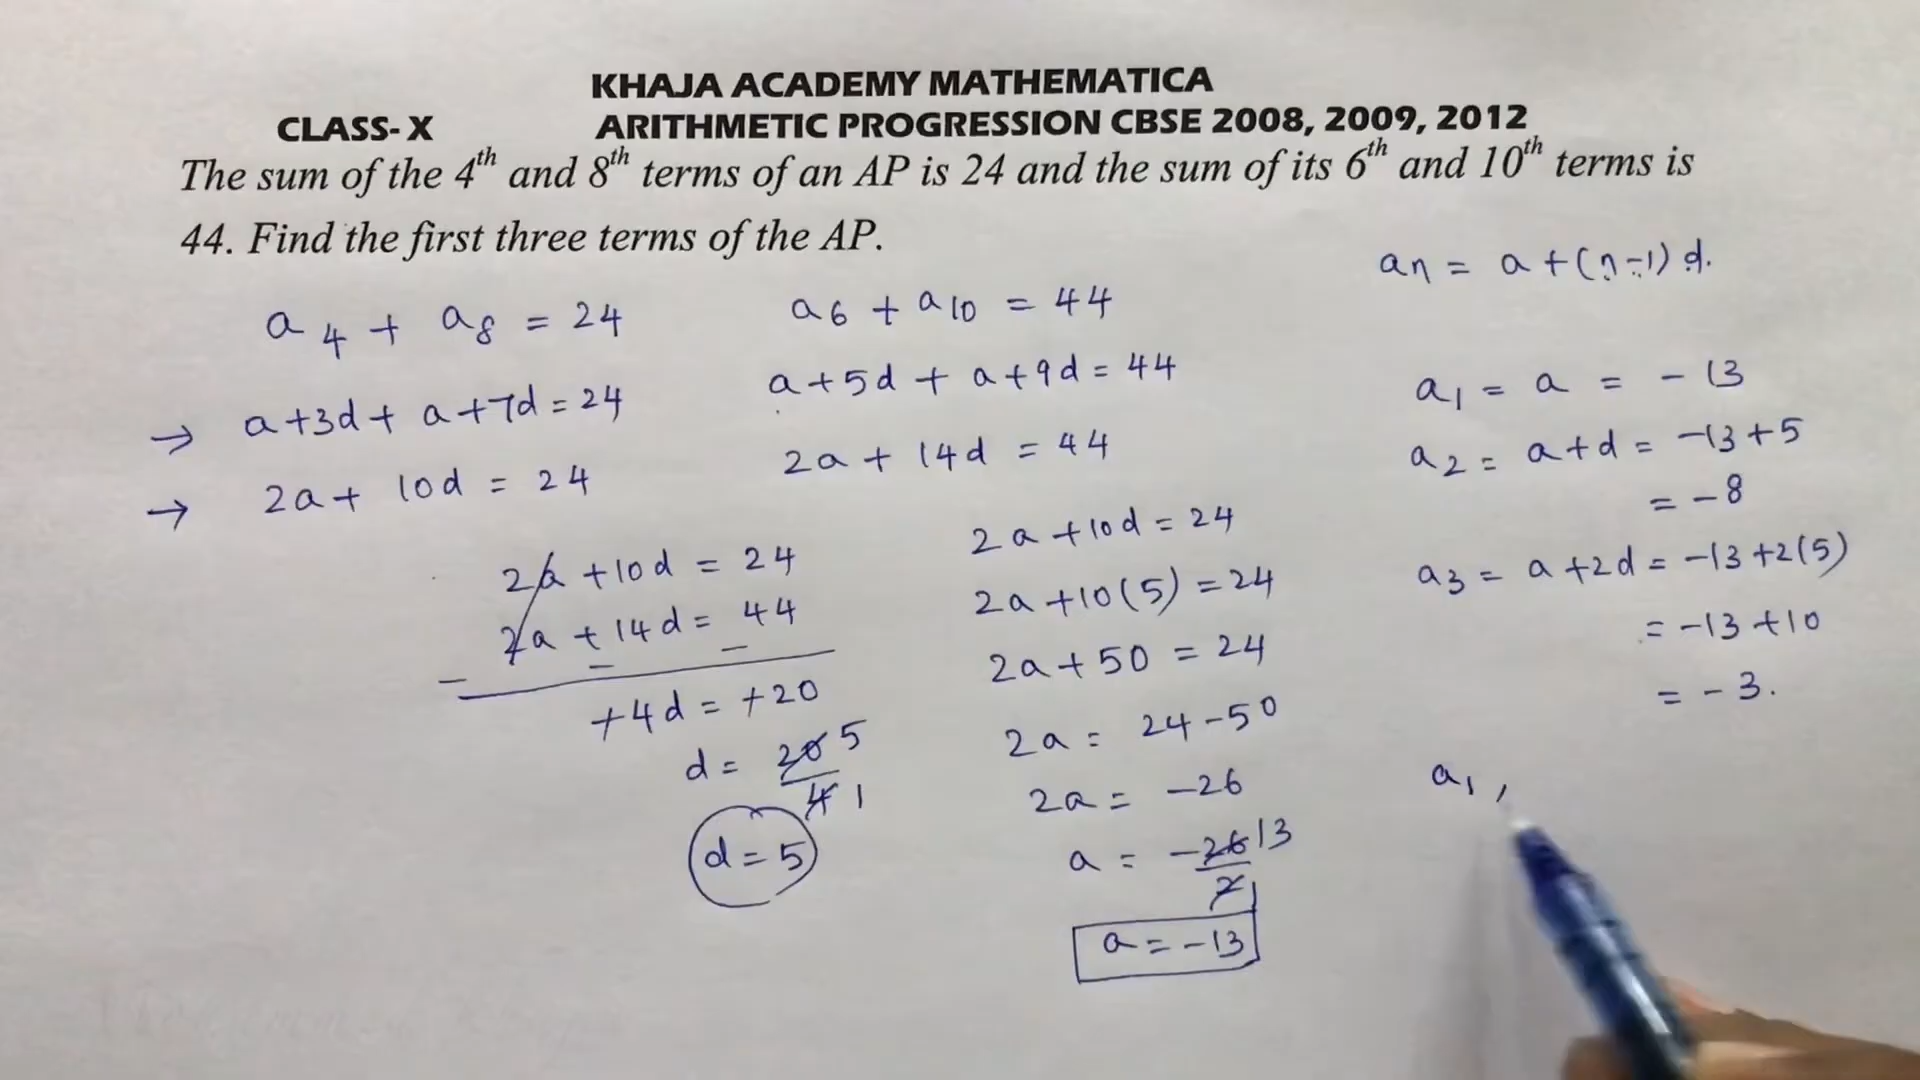 KHAJA ACADEMY MATHEMATICA
CLASS- X ARITHMETIC PROGRESSION CBSE 2008, 2009, 2012
The sum of the 4th and 8th terms of an AP is 24 and the sum of its 6th and 10th terms is
44. Find the first three terms of the AP.
an = a + (n-1) d.
a4 + a8 = 24
→ a+3d + a+7d = 24
→ 2a + 10d = 24
a6 + a10 = 44
a+5d + a+9d = 44
2a + 14d = 44
2a + 10d = 24
2a + 14d = 44
- - -
+4d = +20
d = 20 5
4 1
d = 5
2a + 10d = 24
2a + 10(5) = 24
2a + 50 = 24
2a = 24 - 50
2a = -26
a = -26 13
2 1
a = -13
a1 = a = -13
a2 = a+d = -13+5
= -8
a3 = a+2d = -13+2(5)
= -13+10
= -3.
a1,